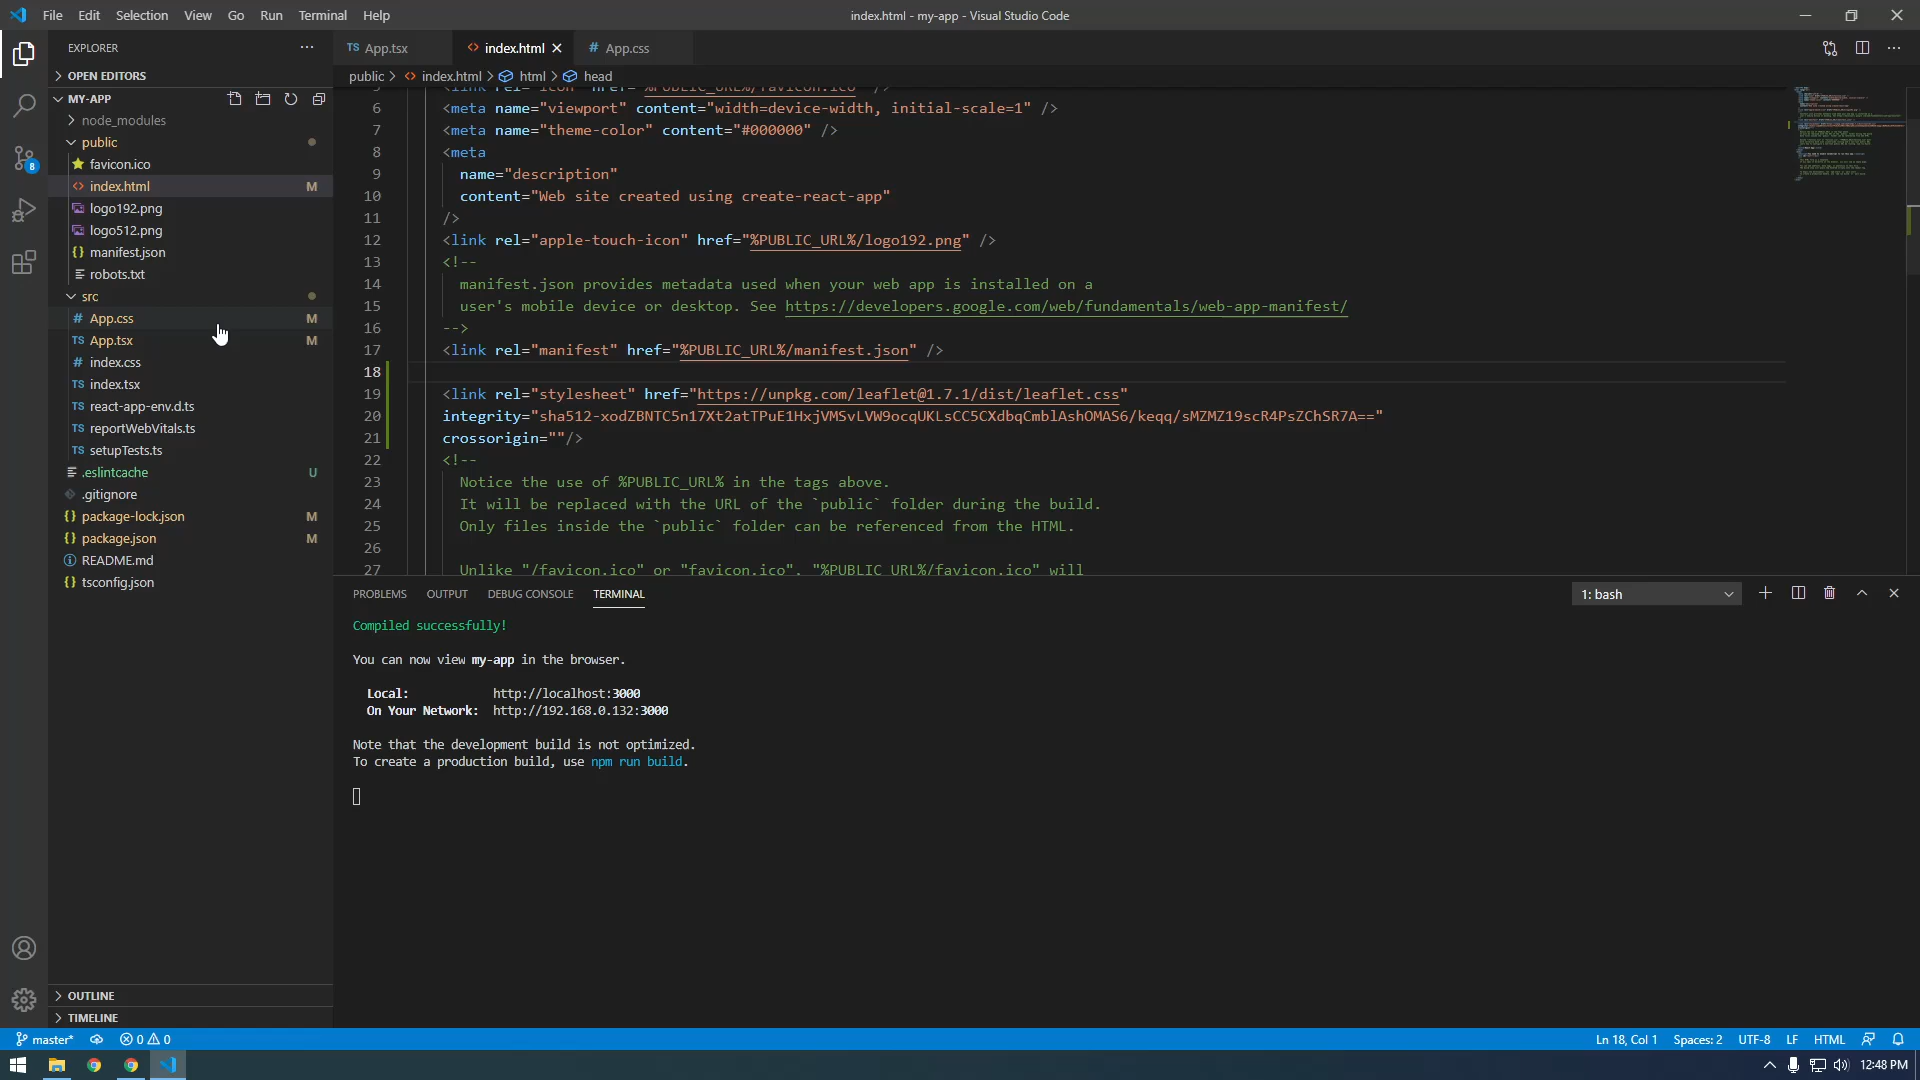 File Edit Selection View Go Run Terminal Help
index.html - my-app - Visual Studio Code
EXPLORER
OPEN EDITORS
MY-APP
node_modules
public
favicon.ico
index.html M
logo192.png
logo512.png
manifest.json
robots.txt
src
App.css M
App.tsx M
index.css
index.tsx
react-app-env.d.ts
reportWebVitals.ts
setupTests.ts
.eslintcache U
.gitignore
package-lock.json M
package.json M
README.md
tsconfig.json
OUTLINE
TIMELINE
8
TS App.tsx
index.html
# App.css
public > index.html > html > head
5 <link rel="icon" href="%PUBLIC_URL%/favicon.ico" />
6 <meta name="viewport" content="width=device-width, initial-scale=1" />
7 <meta name="theme-color" content="#000000" />
8 <meta
9 name="description"
10 content="Web site created using create-react-app"
11 />
12 <link rel="apple-touch-icon" href="%PUBLIC_URL%/logo192.png" />
13 <!--
14 manifest.json provides metadata used when your web app is installed on a
15 user's mobile device or desktop. See https://developers.google.com/web/fundamentals/web-app-manifest/
16 -->
17 <link rel="manifest" href="%PUBLIC_URL%/manifest.json" />
18
19 <link rel="stylesheet" href="https://unpkg.com/leaflet@1.7.1/dist/leaflet.css"
20 integrity="sha512-xodZBNTC5n17Xt2atTPuE1HxjVMSvLVW9ocqUKLsCC5CXdbqCmblAshOMAS6/keqq/sMZMZ19scR4PsZChSR7A=="
21 crossorigin=""/>
22 <!--
23 Notice the use of %PUBLIC_URL% in the tags above.
24 It will be replaced with the URL of the `public` folder during the build.
25 Only files inside the `public` folder can be referenced from the HTML.
26
27 Unlike "/favicon.ico" or "favicon.ico", "%PUBLIC_URL%/favicon.ico" will
PROBLEMS OUTPUT DEBUG CONSOLE TERMINAL
1: bash
Compiled successfully!
You can now view my-app in the browser.
Local: http://localhost:3000
On Your Network: http://192.168.0.132:3000
Note that the development build is not optimized.
To create a production build, use npm run build.
master* 0 0
Ln 18, Col 1 Spaces: 2 UTF-8 LF HTML
12:48 PM